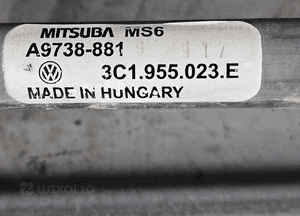 MITSUBA MS6
A9738-881
3C1.955.023.E
MADE IN HUNGARY